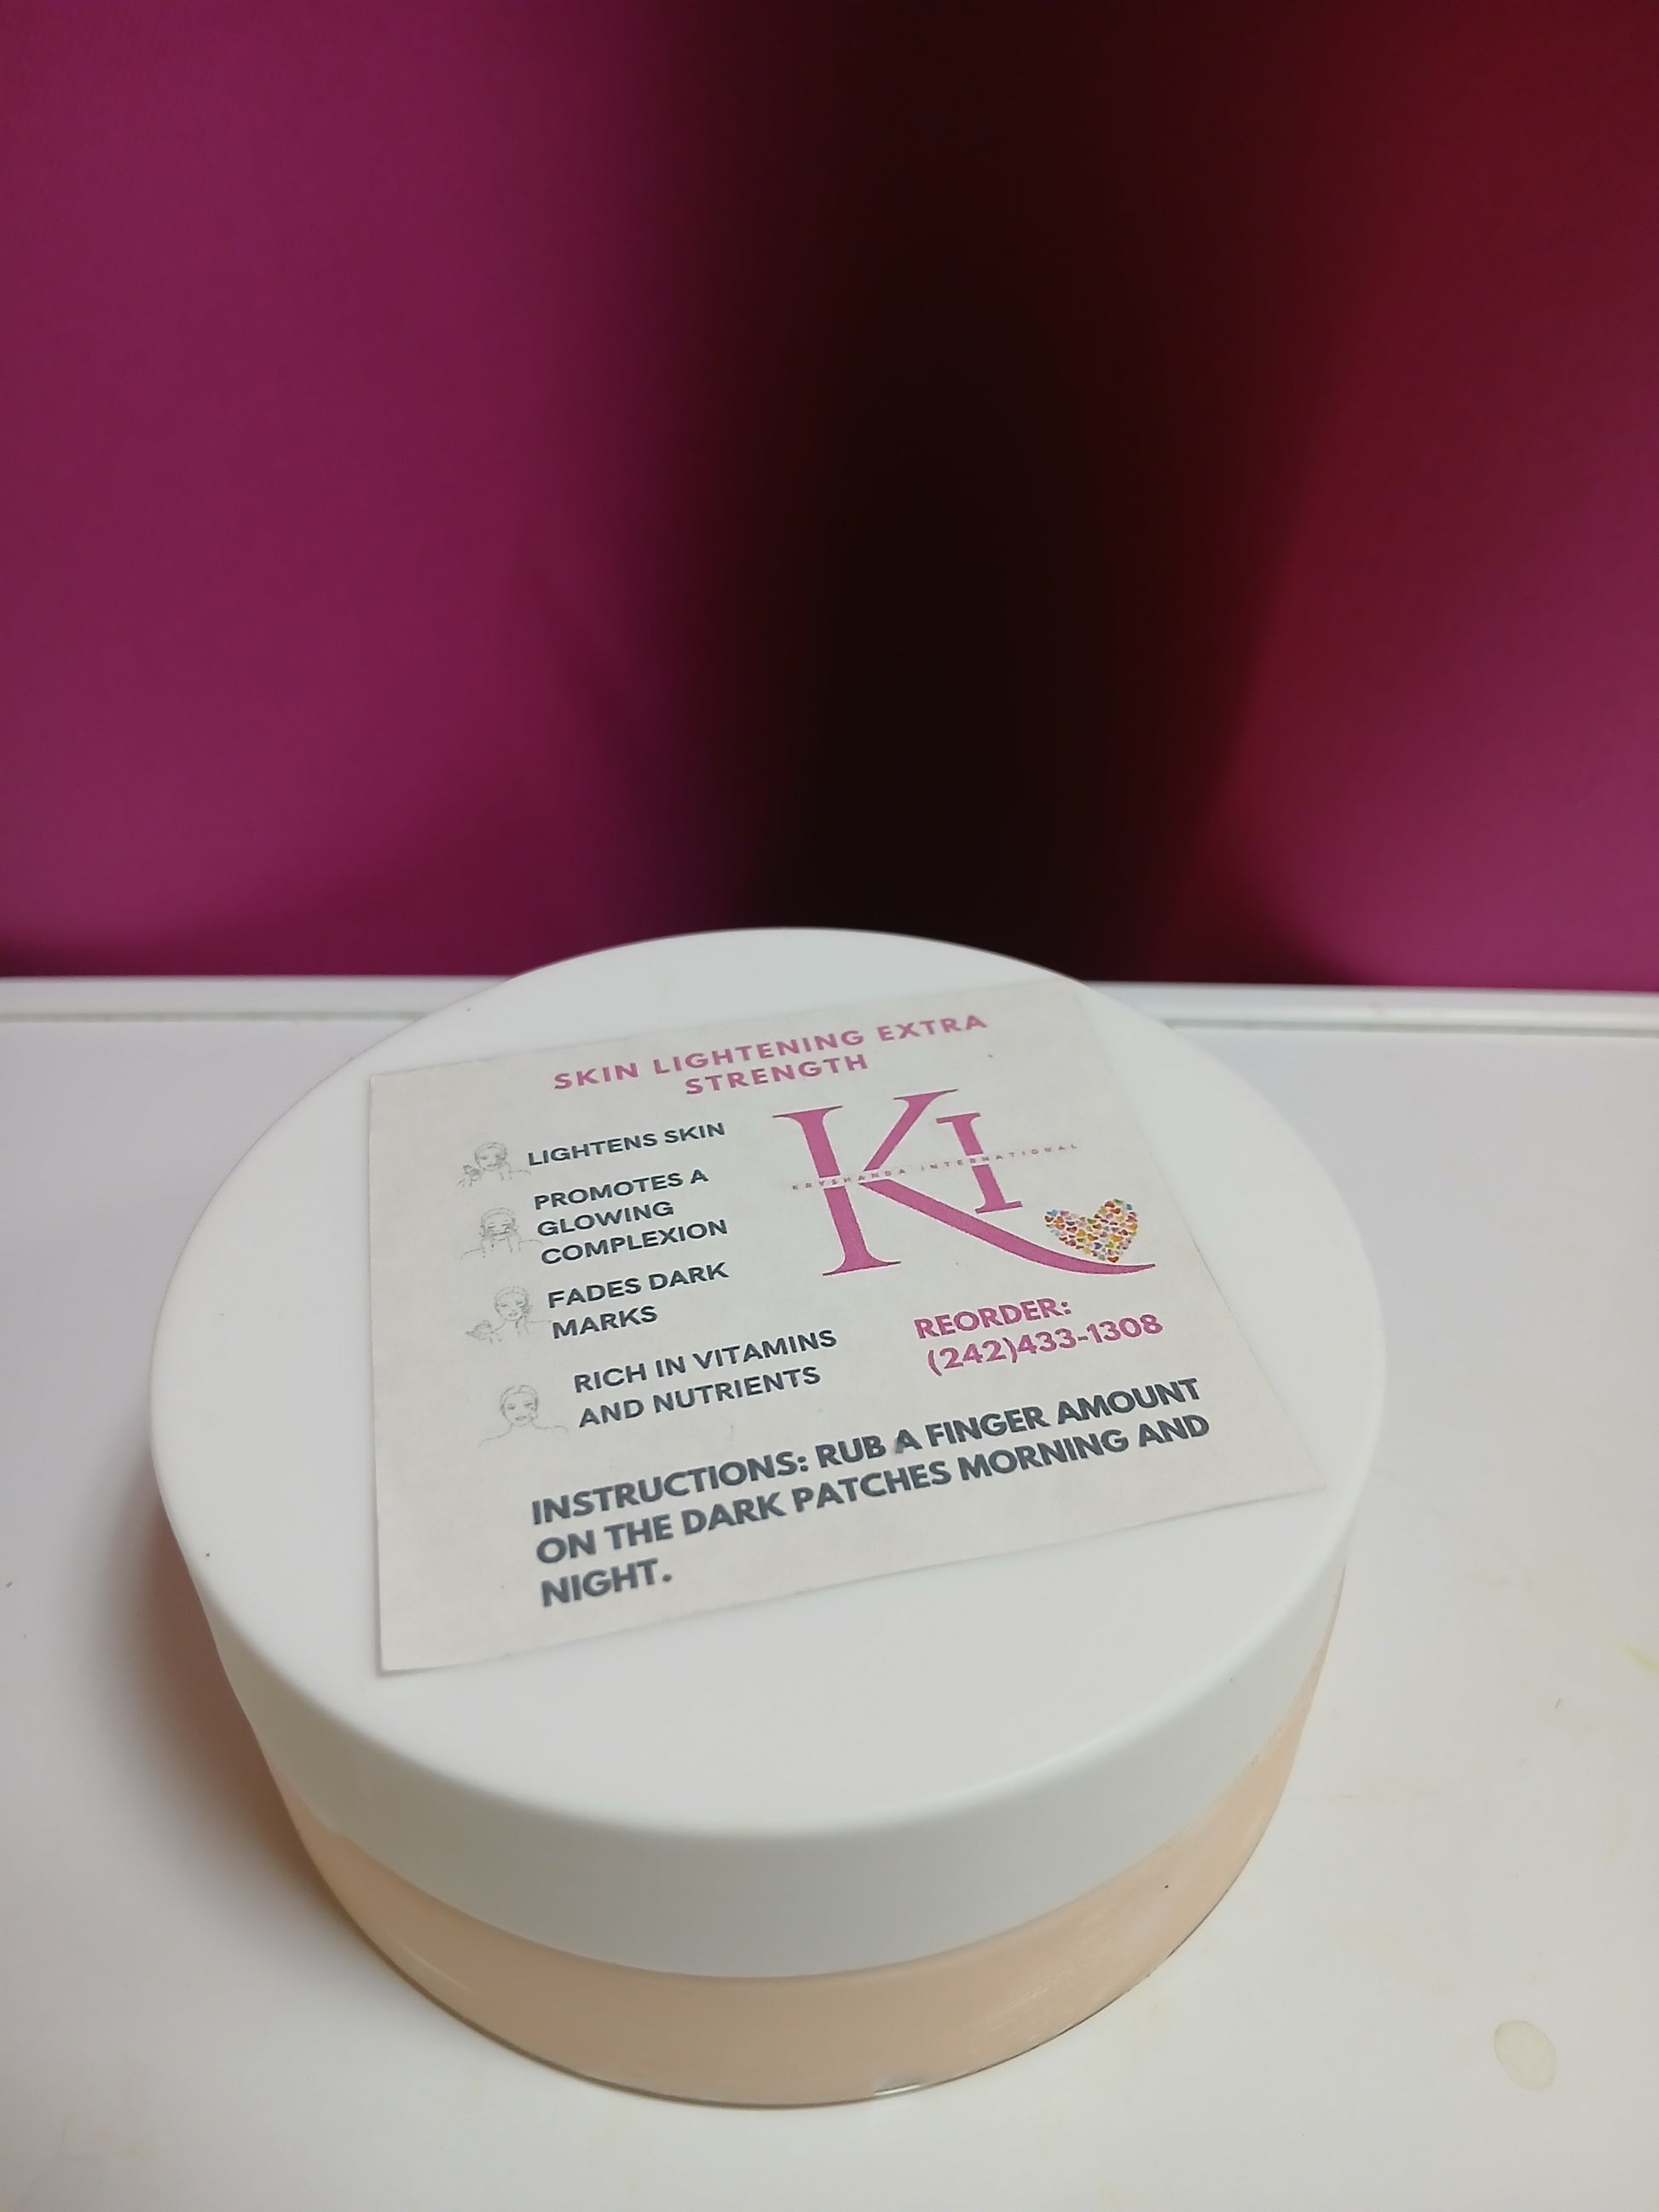 SKIN LIGHTENING EXTRA
STRENGTH
LIGHTENS SKIN
PROMOTES A
GLOWING
COMPLEXION
FADES DARK
MARKS
RICH IN VITAMINS
AND NUTRIENTS
KI
KRYSHANDA INTERNATIONAL
REORDER:
(242)433-1308
INSTRUCTIONS: RUB A FINGER AMOUNT
ON THE DARK PATCHES MORNING AND
NIGHT.